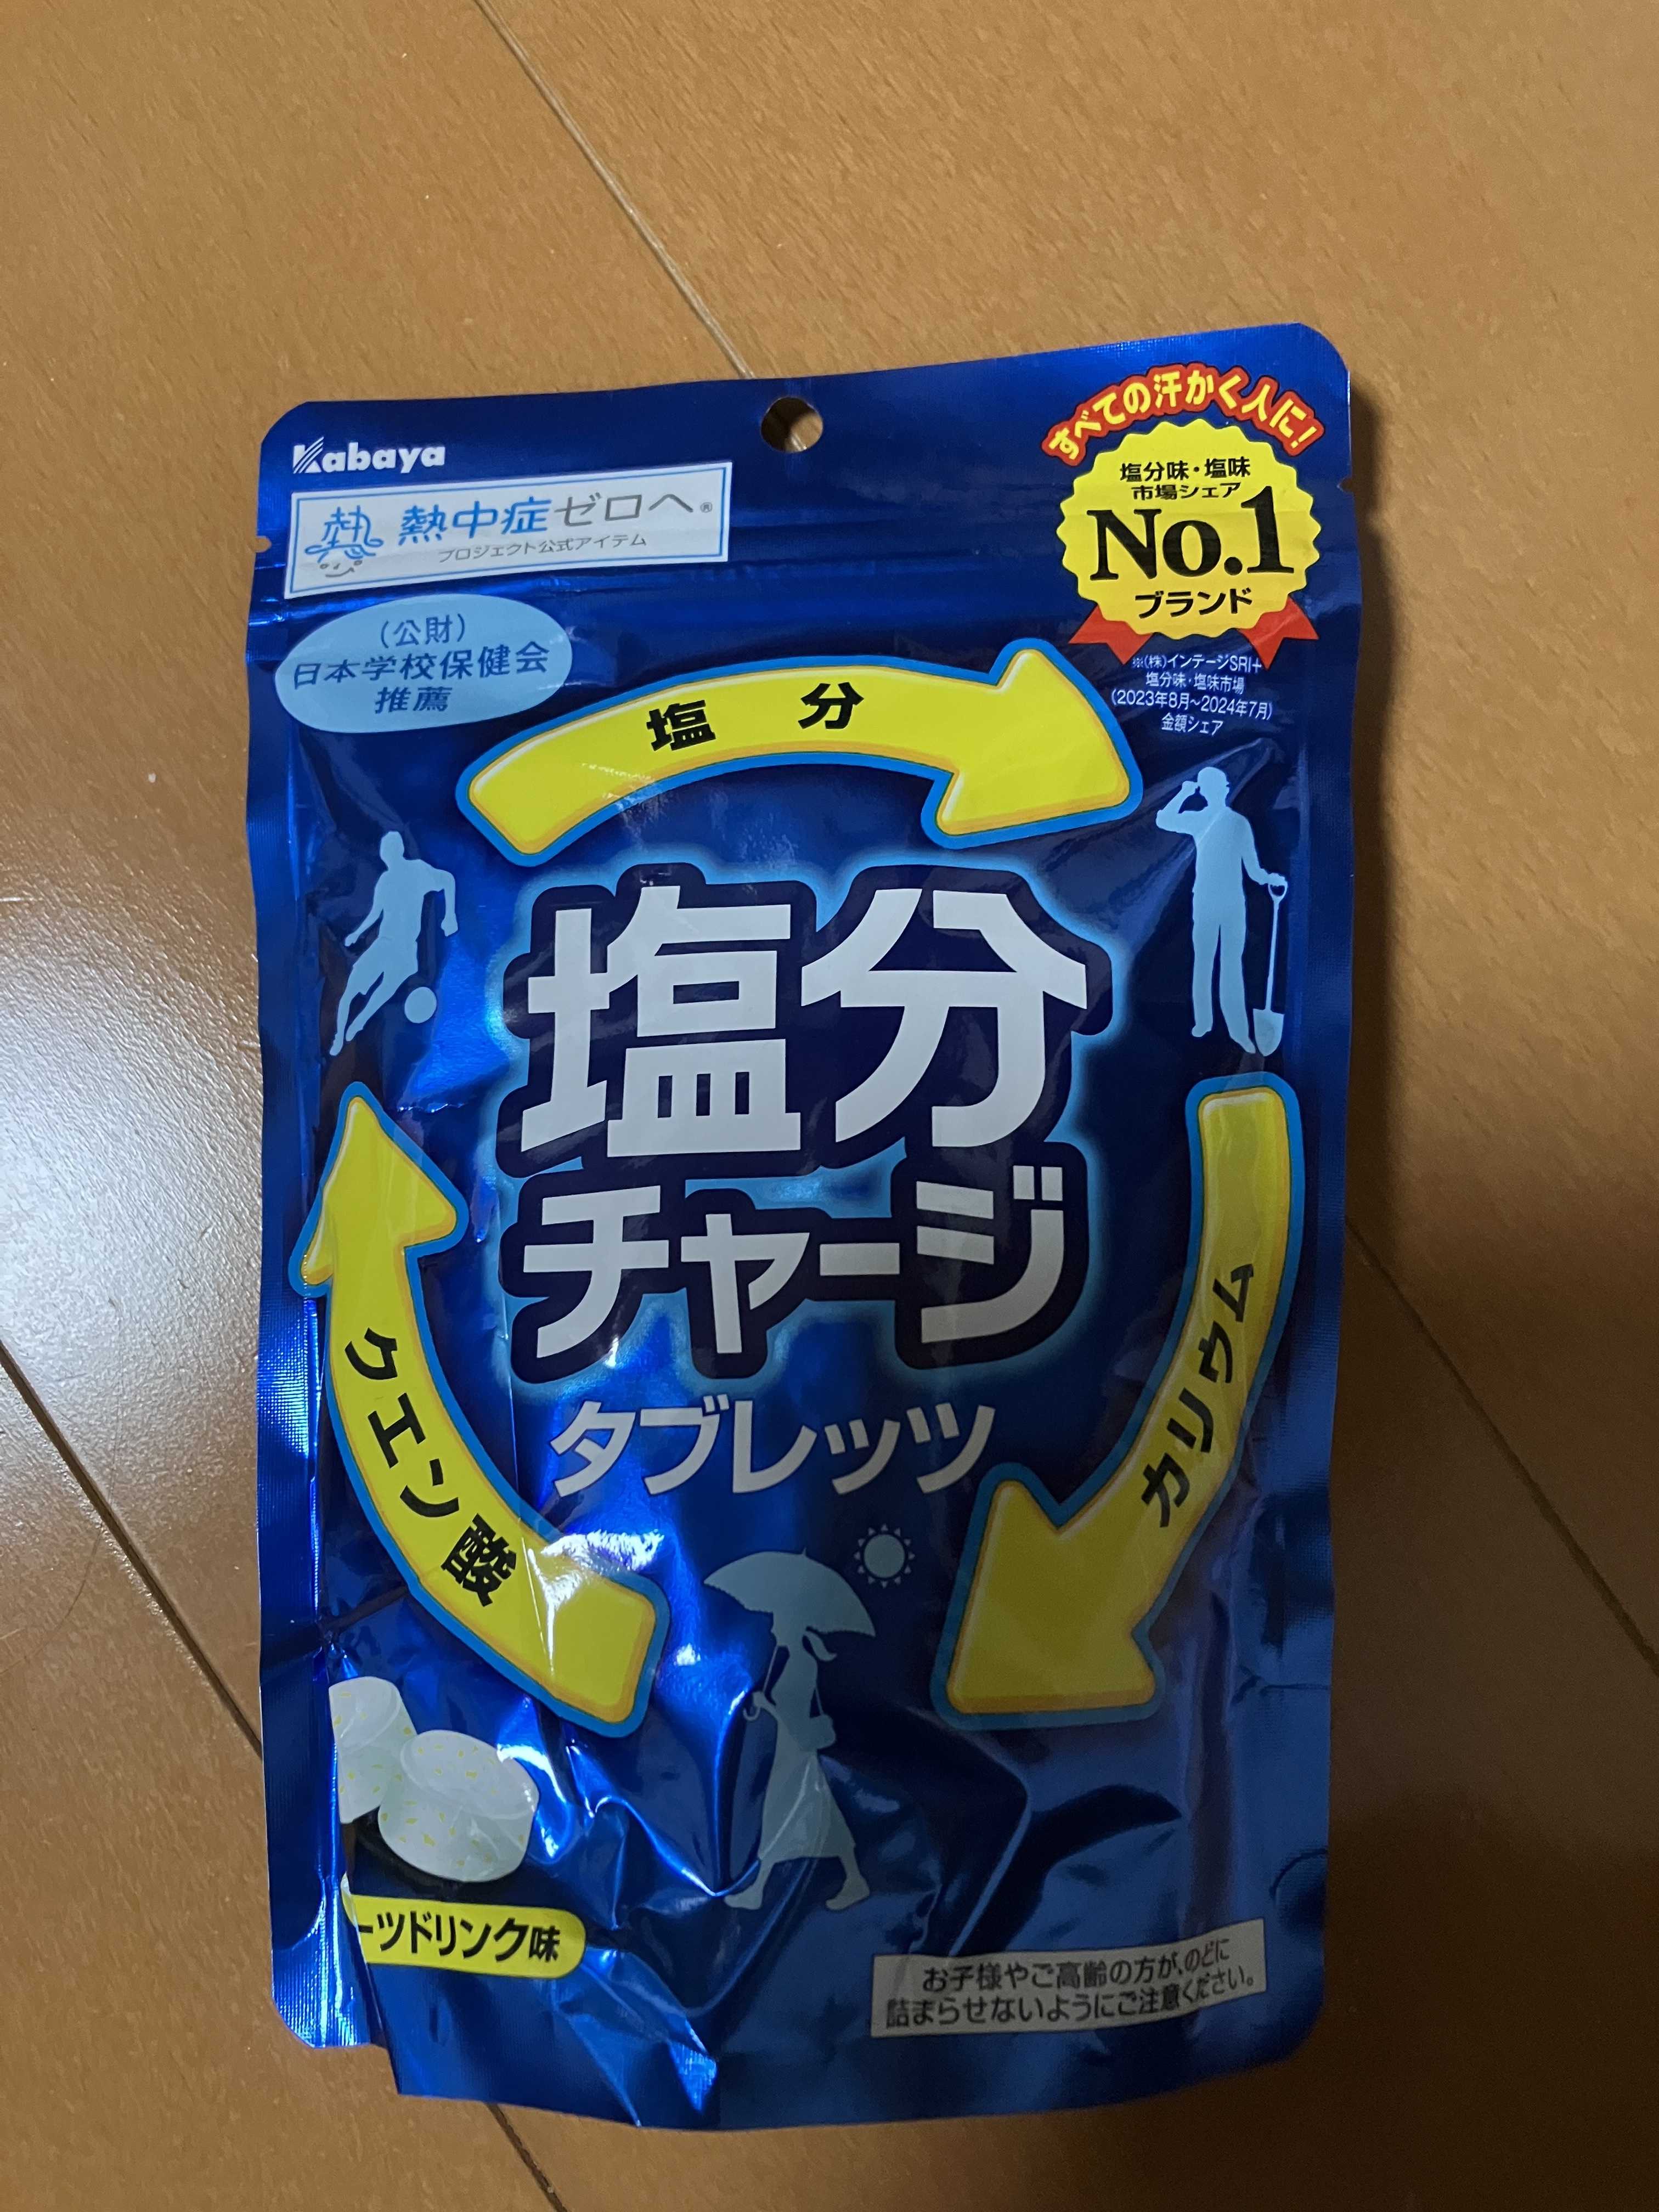 Kabaya
すべての汗かく人に!
熱 熱中症ゼロへ®
プロジェクト公式アイテム
塩分味・塩味
市場シェア
No.1
ブランド
(公財)
日本学校保健会
推薦
※(株)インテージSRI+
塩分味・塩味市場
(2023年8月~2024年7月)
金額シェア
塩分
塩分
チャージ
タブレッツ
カリウム
クエン酸
ーツドリンク味
お子様やご高齢の方が、のどに
詰まらせないようにご注意ください。